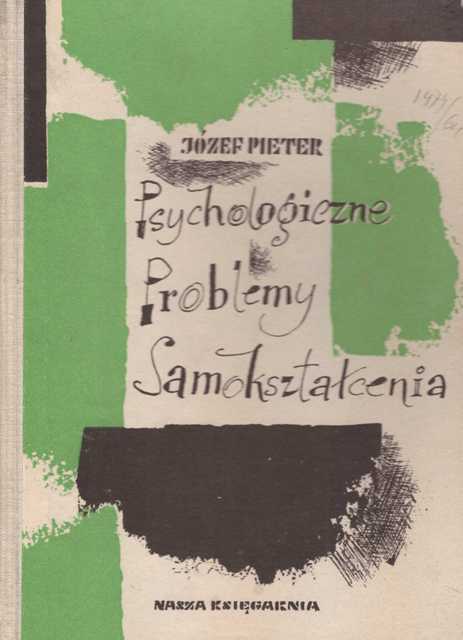 JÓZEF PIETER
Psychologiczne
Problemy
Samokształcenia
NASZA KSIĘGARNIA